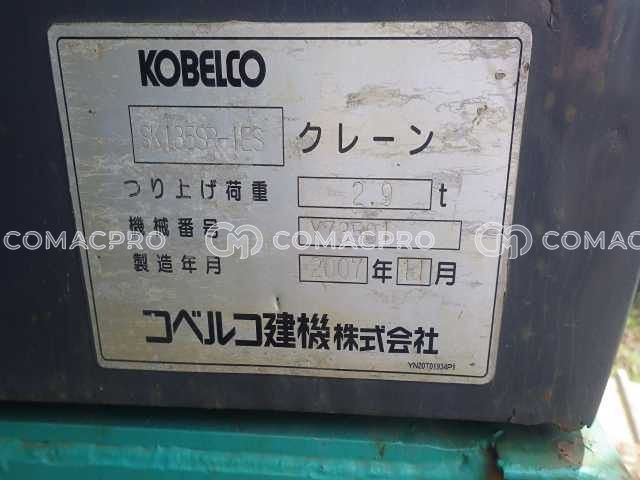 KOBELCO
SK135SR-1ES クレーン
つり上げ荷重 2.9 t
機械番号
COMACPRO COMACPRO COMACPRO
製造年月 2007 年 11 月
コベルコ建機株式会社
YN20T01934P1